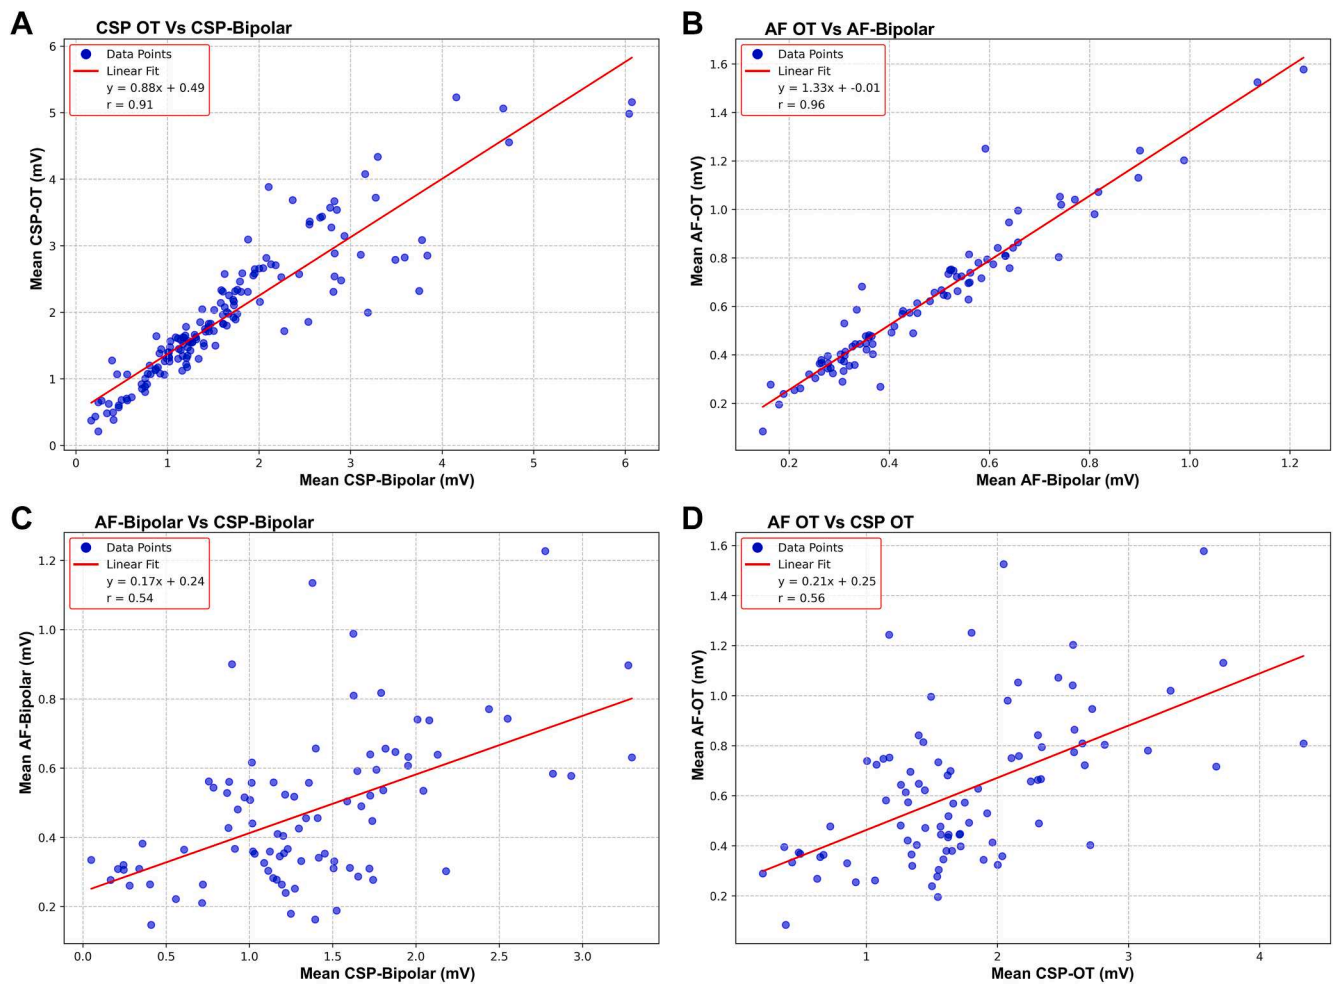 A
CSP OT Vs CSP-Bipolar
Data Points
Linear Fit
y = 0.88x + 0.49
r = 0.91
6
5
4
3
2
1
0
Mean CSP-OT (mV)
0 1 2 3 4 5 6
Mean CSP-Bipolar (mV)
B
AF OT Vs AF-Bipolar
Data Points
Linear Fit
y = 1.33x + -0.01
r = 0.96
1.6
1.4
1.2
1.0
0.8
0.6
0.4
0.2
Mean AF-OT (mV)
0.2 0.4 0.6 0.8 1.0 1.2
Mean AF-Bipolar (mV)
C
AF-Bipolar Vs CSP-Bipolar
Data Points
Linear Fit
y = 0.17x + 0.24
r = 0.54
1.2
1.0
0.8
0.6
0.4
0.2
Mean AF-Bipolar (mV)
0.0 0.5 1.0 1.5 2.0 2.5 3.0
Mean CSP-Bipolar (mV)
D
AF OT Vs CSP OT
Data Points
Linear Fit
y = 0.21x + 0.25
r = 0.56
1.6
1.4
1.2
1.0
0.8
0.6
0.4
0.2
Mean AF-OT (mV)
1 2 3 4
Mean CSP-OT (mV)